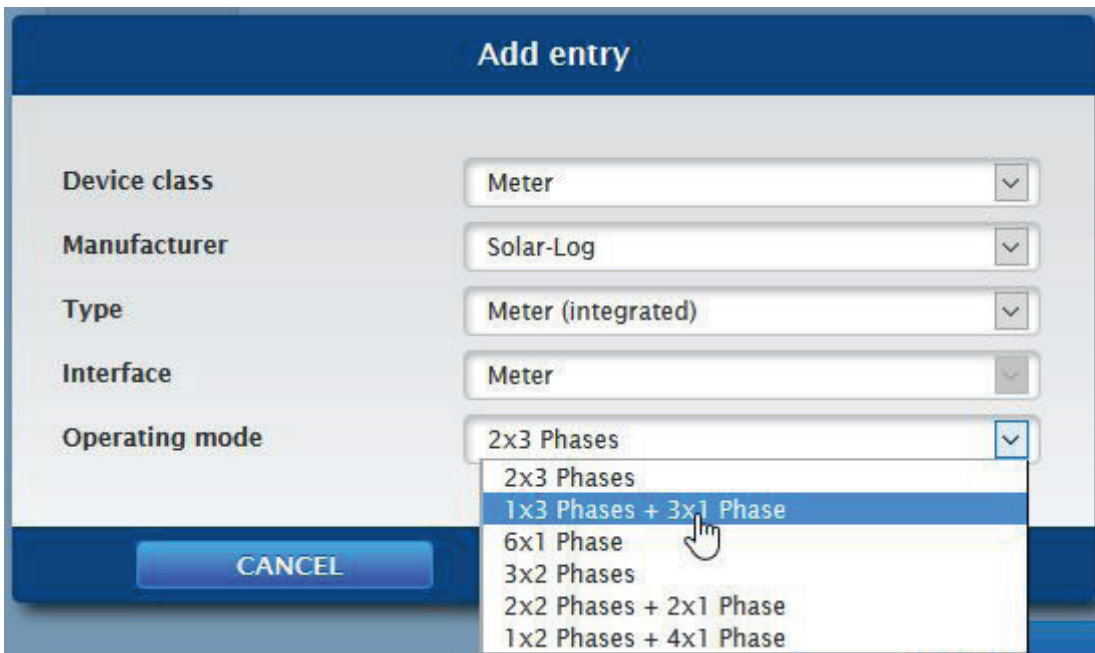 Add entry
Device class Meter
Manufacturer Solar-Log
Type Meter (integrated)
Interface Meter
Operating mode 2x3 Phases
2x3 Phases
1x3 Phases + 3x1 Phase
6x1 Phase
3x2 Phases
2x2 Phases + 2x1 Phase
1x2 Phases + 4x1 Phase
CANCEL